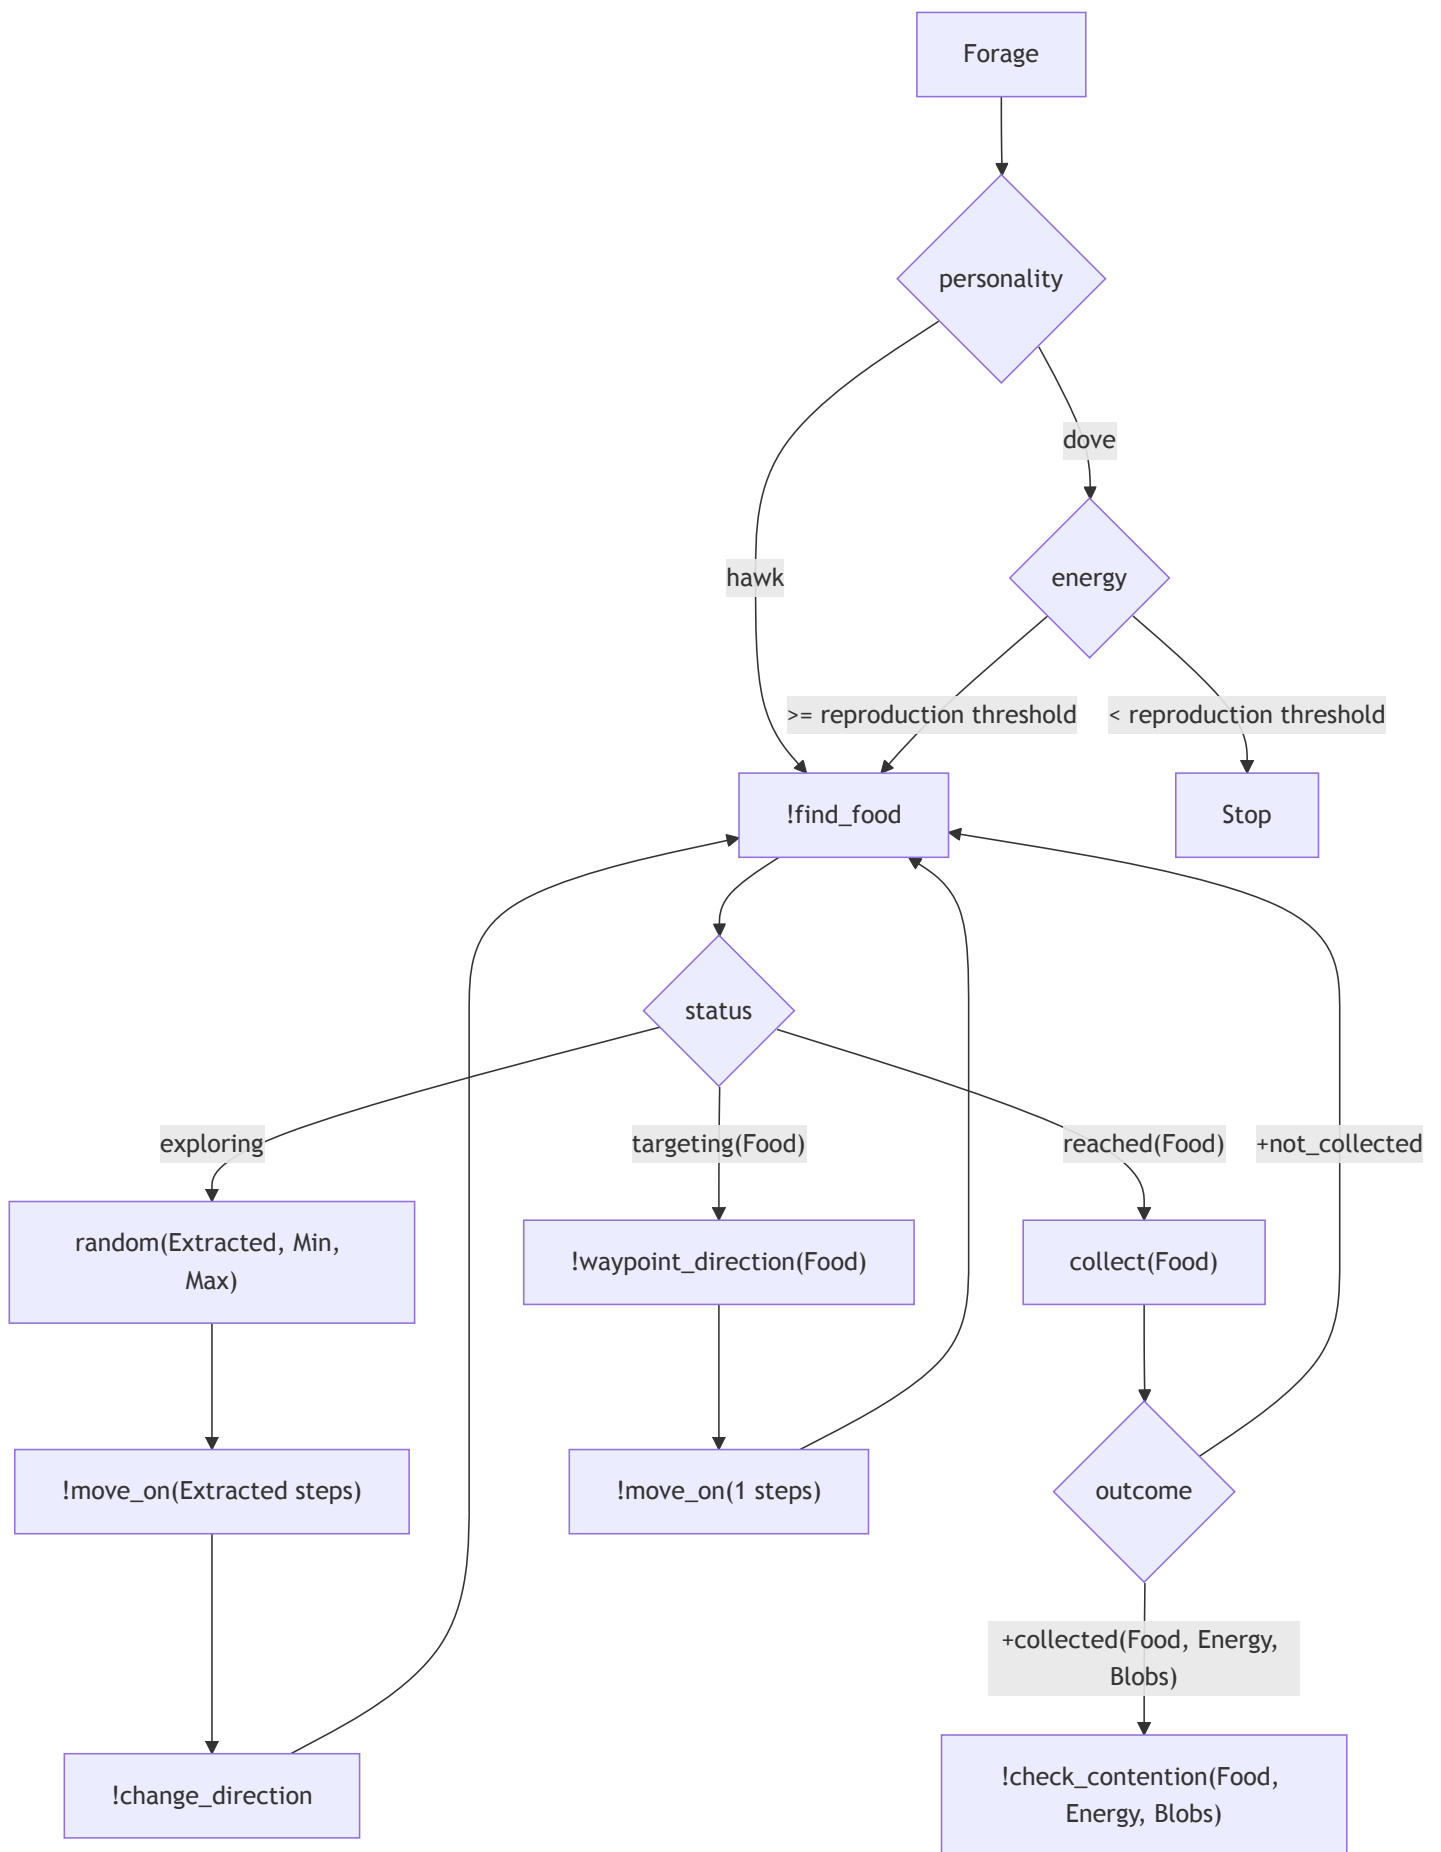 Forage
personality
dove
hawk
energy
>= reproduction threshold
< reproduction threshold
!find_food
Stop
status
exploring
targeting(Food)
reached(Food)
+not_collected
random(Extracted, Min,
Max)
!waypoint_direction(Food)
collect(Food)
!move_on(Extracted steps)
!move_on(1 steps)
outcome
+collected(Food, Energy,
Blobs)
!change_direction
!check_contention(Food,
Energy, Blobs)